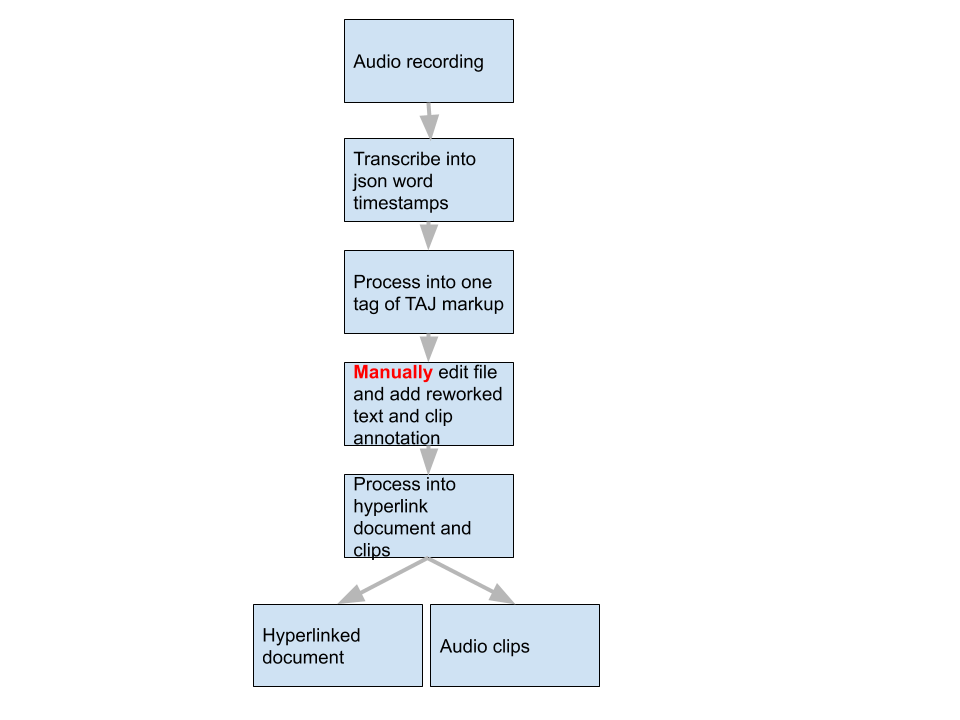 Audio recording
Transcribe into
json word
timestamps
Process into one
tag of TAJ markup
Manually edit file
and add reworked
text and clip
annotation
Process into
hyperlink
document and
clips
Hyperlinked
document
Audio clips